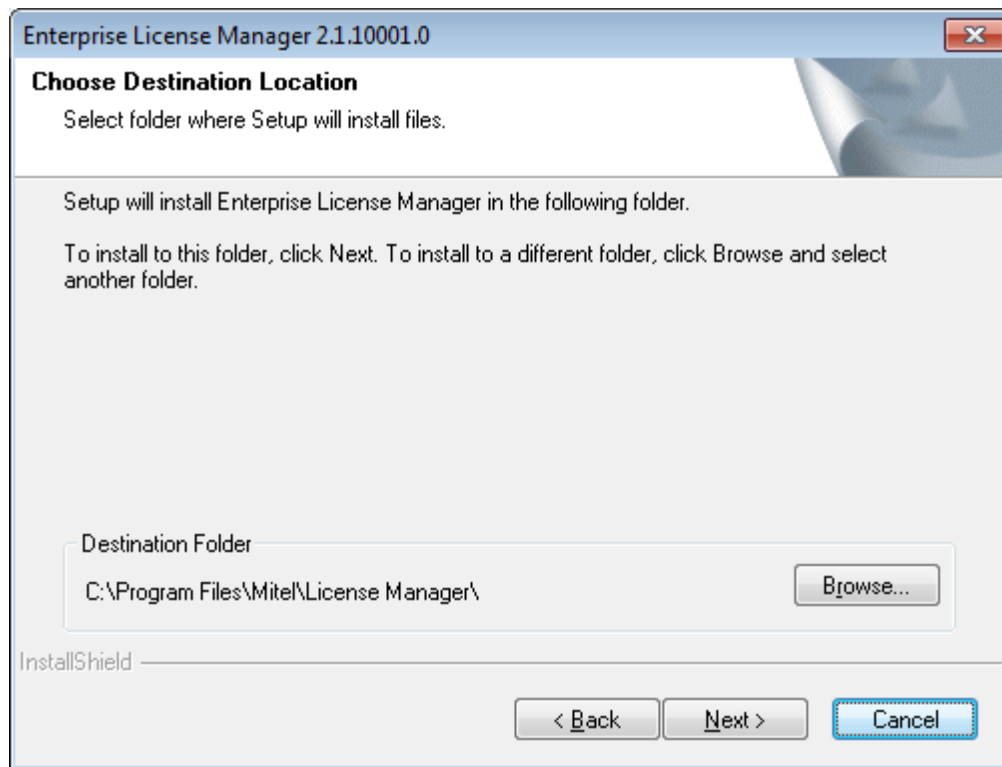 Enterprise License Manager 2.1.10001.0
Choose Destination Location
Select folder where Setup will install files.
Setup will install Enterprise License Manager in the following folder.
To install to this folder, click Next. To install to a different folder, click Browse and select
another folder.
Destination Folder
C:\Program Files\Mitel\License Manager\
Browse...
InstallShield
< Back
Next >
Cancel